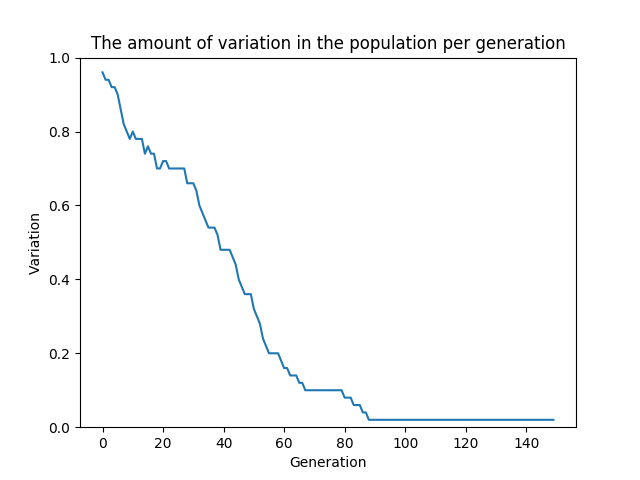 The amount of variation in the population per generation
1.0
0.8
0.6
0.4
0.2
0.0
Variation
0 20 40 60 80 100 120 140
Generation